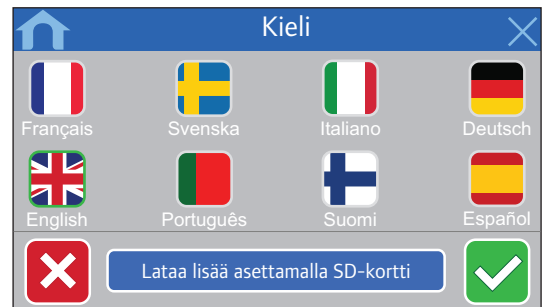 Kieli
Français Svenska Italiano Deutsch
English Português Suomi Español
Lataa lisää asettamalla SD-kortti